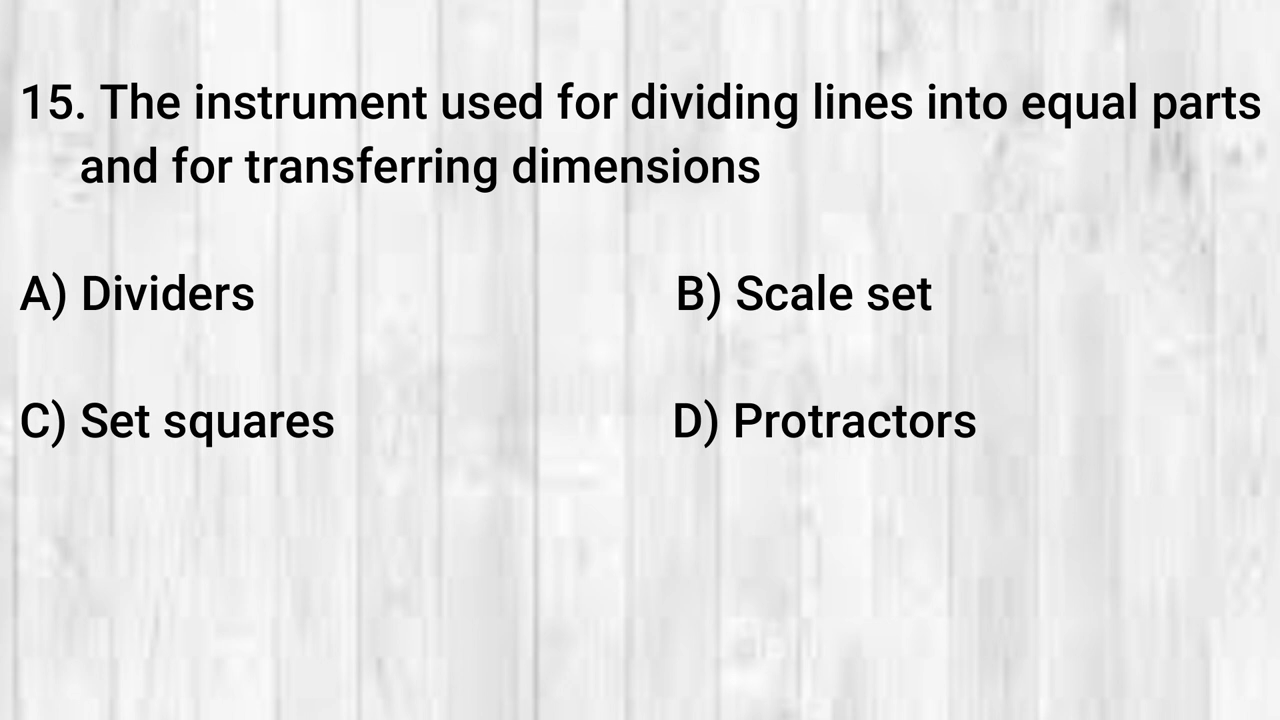 15. The instrument used for dividing lines into equal parts
and for transferring dimensions
A) Dividers
B) Scale set
C) Set squares
D) Protractors